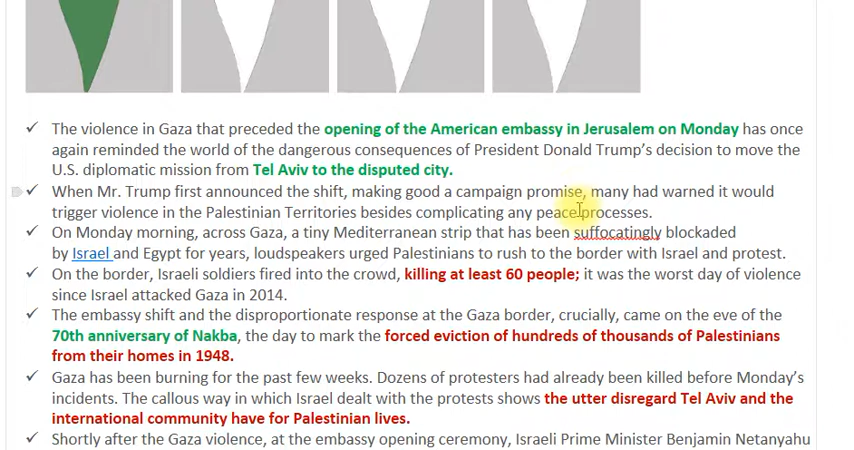 The violence in Gaza that preceded the opening of the American embassy in Jerusalem on Monday has once
again reminded the world of the dangerous consequences of President Donald Trump's decision to move the
U.S. diplomatic mission from Tel Aviv to the disputed city.
When Mr. Trump first announced the shift, making good a campaign promise, many had warned it would
trigger violence in the Palestinian Territories besides complicating any peace processes.
On Monday morning, across Gaza, a tiny Mediterranean strip that has been suffocatingly blockaded
by Israel and Egypt for years, loudspeakers urged Palestinians to rush to the border with Israel and protest.
On the border, Israeli soldiers fired into the crowd, killing at least 60 people; it was the worst day of violence
since Israel attacked Gaza in 2014.
The embassy shift and the disproportionate response at the Gaza border, crucially, came on the eve of the
70th anniversary of Nakba, the day to mark the forced eviction of hundreds of thousands of Palestinians
from their homes in 1948.
Gaza has been burning for the past few weeks. Dozens of protesters had already been killed before Monday's
incidents. The callous way in which Israel dealt with the protests shows the utter disregard Tel Aviv and the
international community have for Palestinian lives.
Shortly after the Gaza violence, at the embassy opening ceremony, Israeli Prime Minister Benjamin Netanyahu